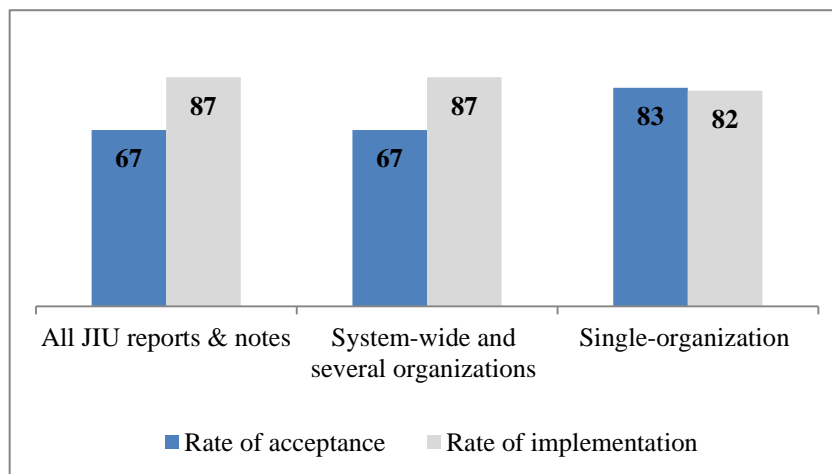 67
87
67
87
83
82
All JIU reports & notes
System-wide and
several organizations
Single-organization
Rate of acceptance
Rate of implementation